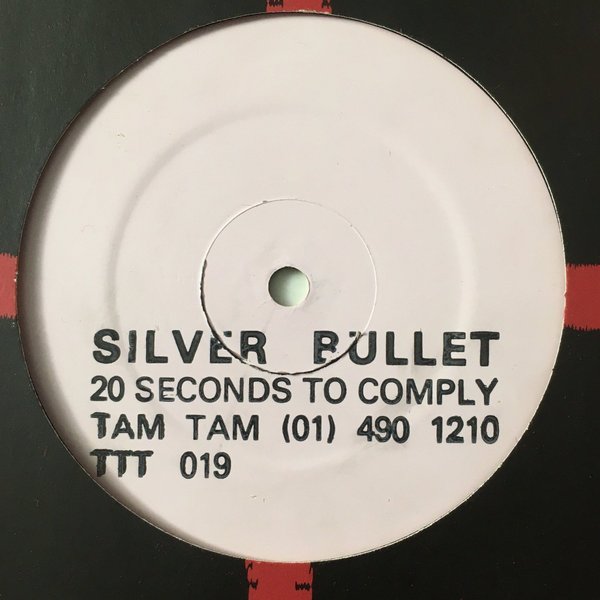 SILVER BULLET
20 SECONDS TO COMPLY
TAM TAM (01) 490 1210
TTT 019